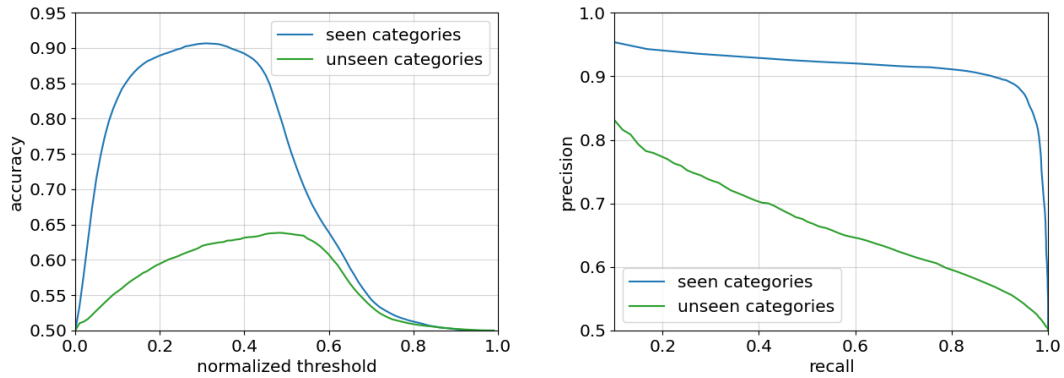 0.95
0.90
0.85
0.80
0.75
0.70
0.65
0.60
0.55
0.50
accuracy
0.0 0.2 0.4 0.6 0.8 1.0
normalized threshold
seen categories
unseen categories
1.0
0.9
0.8
0.7
0.6
0.5
precision
0.2 0.4 0.6 0.8 1.0
recall
seen categories
unseen categories